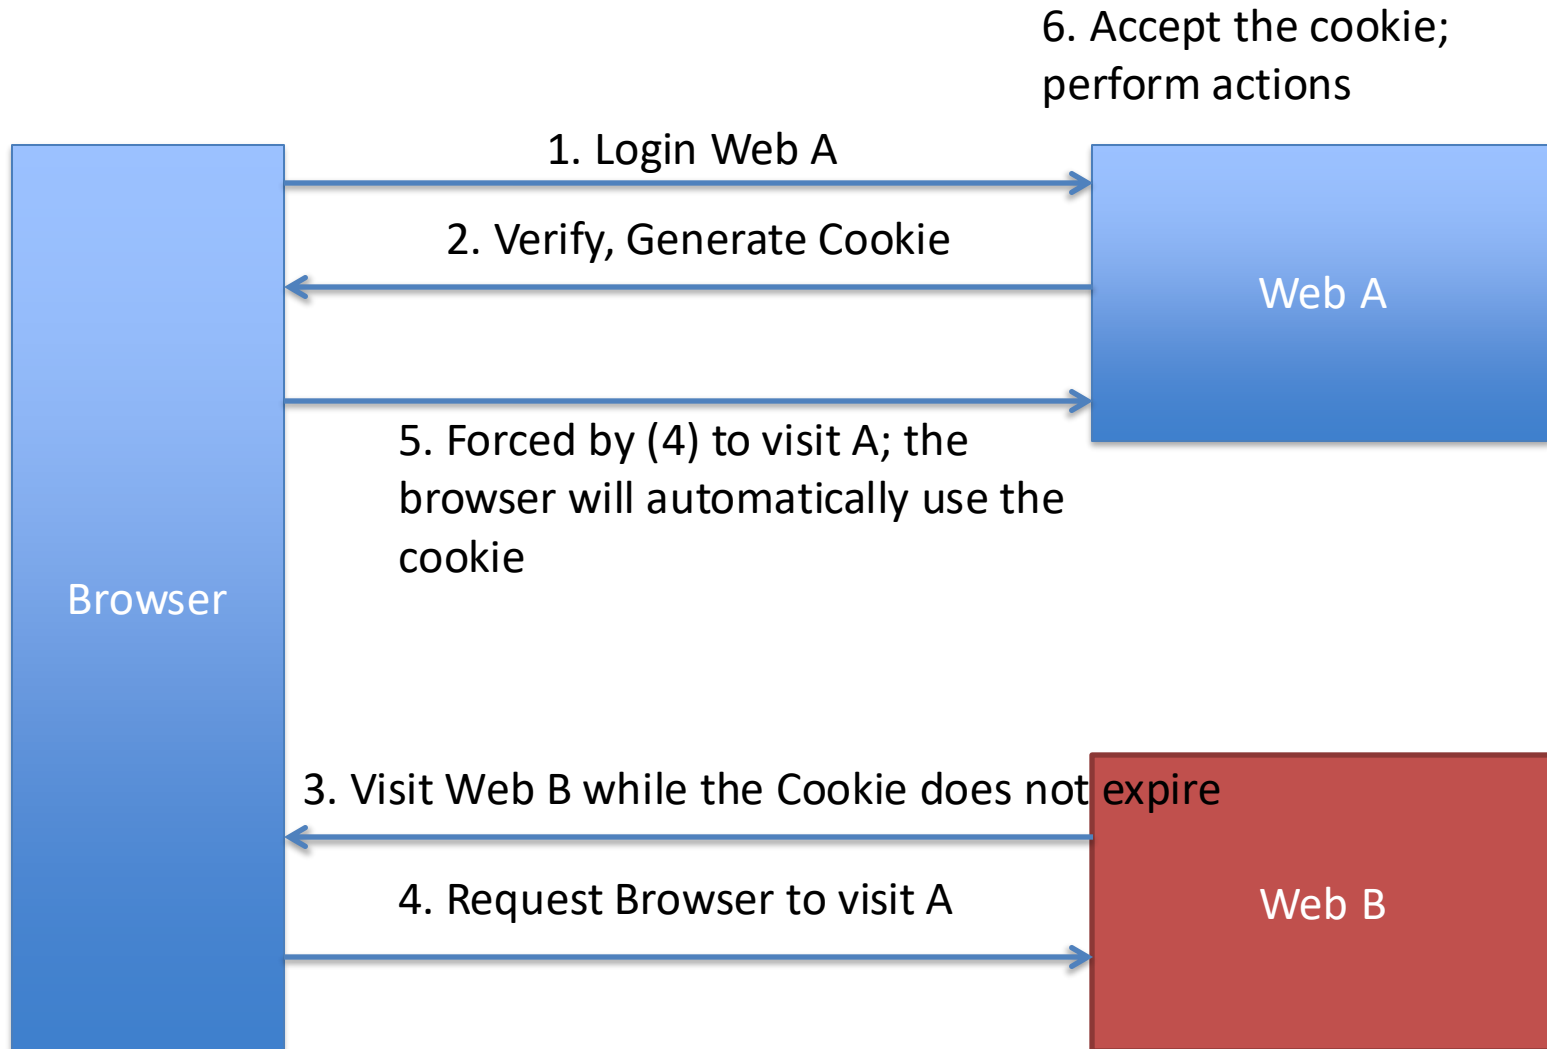 6. Accept the cookie;
perform actions
1. Login Web A
2. Verify, Generate Cookie
Web A
5. Forced by (4) to visit A; the
browser will automatically use the
cookie
Browser
3. Visit Web B while the Cookie does not expire
4. Request Browser to visit A
Web B